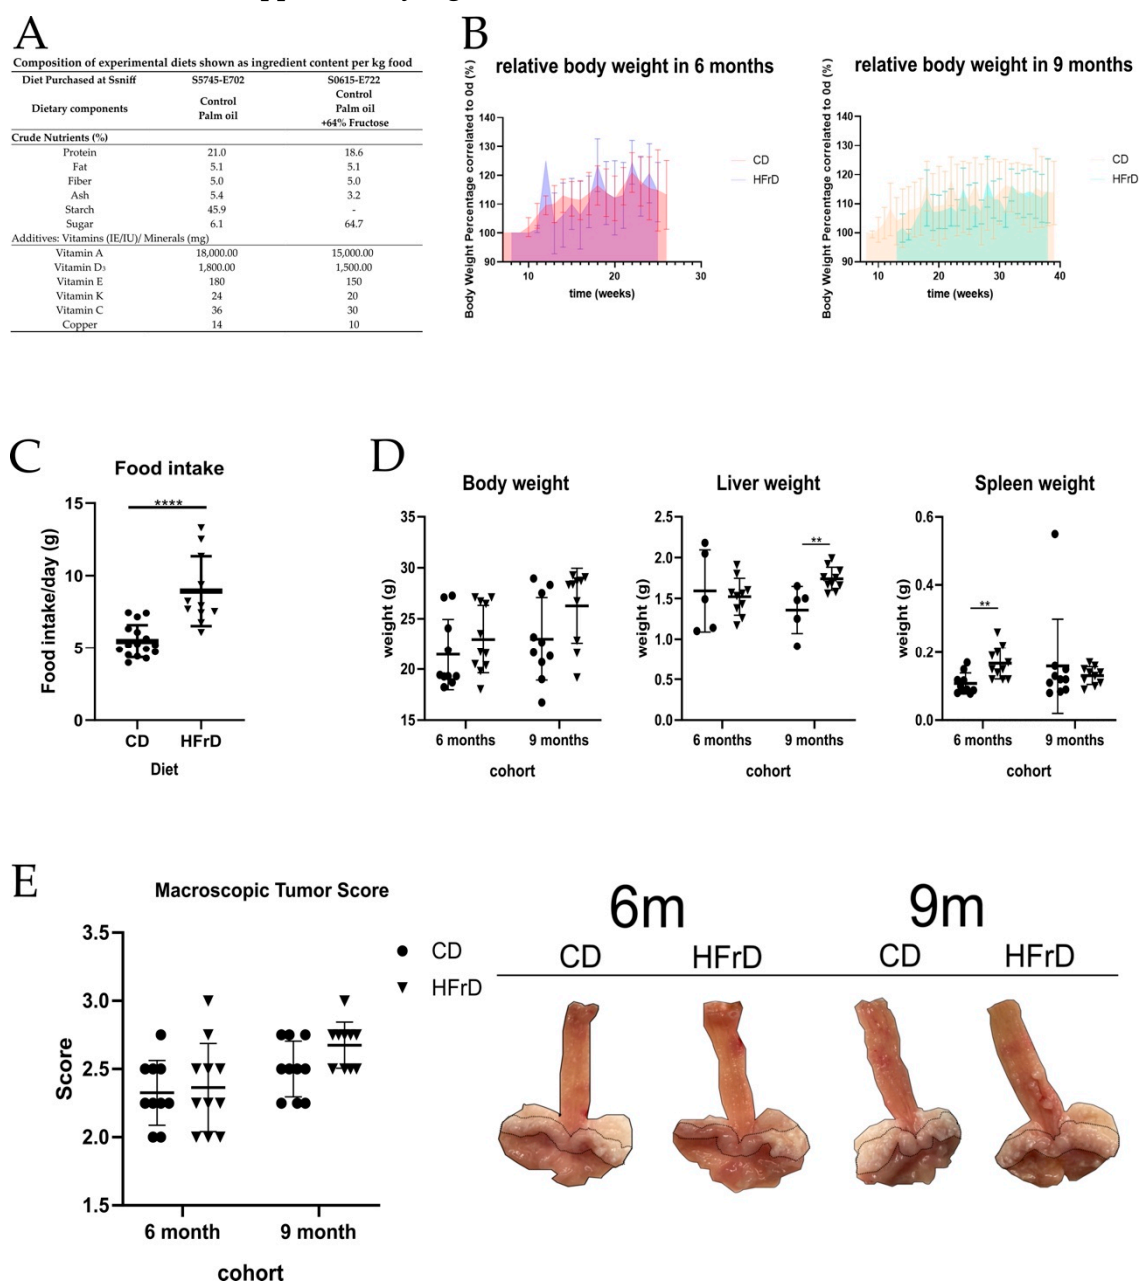 A
Composition of experimental diets shown as ingredient content per kg food
Diet Purchased at Ssniff S5745-E702 S0615-E722
Dietary components Control Palm oil Control Palm oil +64% Fructose
Crude Nutrients (%)
Protein 21.0 18.6
Fat 5.1 5.1
Fiber 5.0 5.0
Ash 5.4 3.2
Starch 45.9 -
Sugar 6.1 64.7
Additives: Vitamins (IE/IU)/ Minerals (mg)
Vitamin A 18,000.00 15,000.00
Vitamin D₃ 1,800.00 1,500.00
Vitamin E 180 150
Vitamin K 24 20
Vitamin C 36 30
Copper 14 10
B
relative body weight in 6 months
Body Weight Percentage correlated to 0d (%)
140
130
120
110
100
90
10 20 30
time (weeks)
CD
HFrD
relative body weight in 9 months
Body Weight Percentage correlated to 0d (%)
140
130
120
110
100
90
10 20 30 40
time (weeks)
CD
HFrD
C
Food intake
****
Food intake/day (g)
15
10
5
0
CD HFrD
Diet
D
Body weight
weight (g)
35
30
25
20
15
6 months 9 months
cohort
Liver weight
**
weight (g)
2.5
2.0
1.5
1.0
0.5
0.0
6 months 9 months
cohort
Spleen weight
**
weight (g)
0.6
0.4
0.2
0.0
6 months 9 months
cohort
E
Macroscopic Tumor Score
Score
3.5
3.0
2.5
2.0
1.5
6 month 9 month
cohort
CD
HFrD
6m 9m
CD HFrD CD HFrD